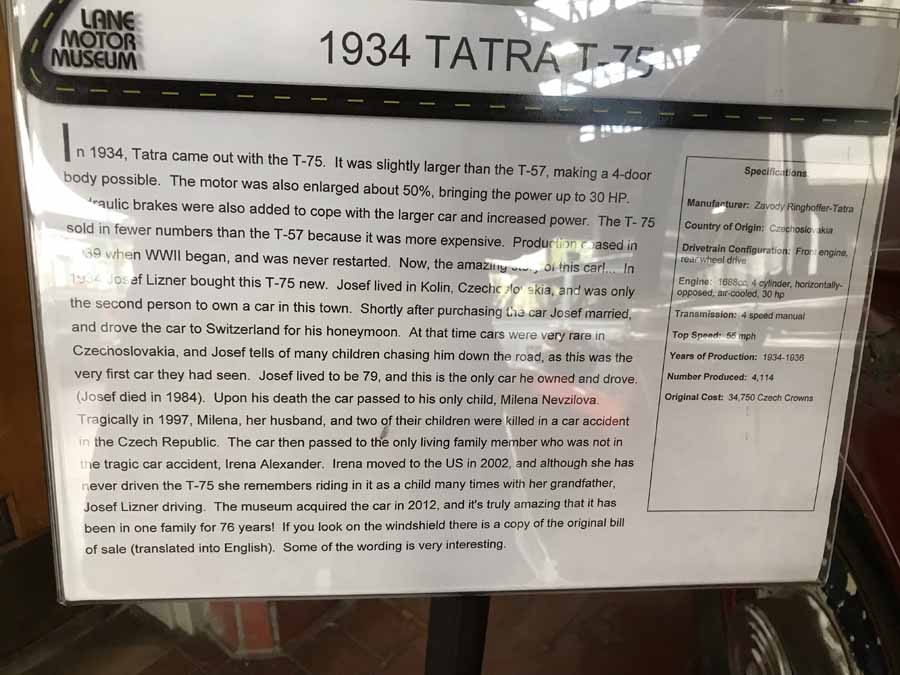 LANE
MOTOR
MUSEUM
1934 TATRA T-75
In 1934, Tatra came out with the T-75. It was slightly larger than the T-57, making a 4-door
body possible. The motor was also enlarged about 50%, bringing the power up to 30 HP.
raulic brakes were also added to cope with the larger car and increased power. The T- 75
sold in fewer numbers than the T-57 because it was more expensive. Production ceased in
39 when WWII began, and was never restarted. Now, the amazing story of this car!... In
1934 Josef Lizner bought this T-75 new. Josef lived in Kolin, Czechoslovakia, and was only
the second person to own a car in this town. Shortly after purchasing the car Josef married,
and drove the car to Switzerland for his honeymoon. At that time cars were very rare in
Czechoslovakia, and Josef tells of many children chasing him down the road, as this was the
very first car they had seen. Josef lived to be 79, and this is the only car he owned and drove.
(Josef died in 1984). Upon his death the car passed to his only child, Milena Nevzilova.
Tragically in 1997, Milena, her husband, and two of their children were killed in a car accident
in the Czech Republic. The car then passed to the only living family member who was not in
the tragic car accident, Irena Alexander. Irena moved to the US in 2002, and although she has
never driven the T-75 she remembers riding in it as a child many times with her grandfather,
Josef Lizner driving. The museum acquired the car in 2012, and it's truly amazing that it has
been in one family for 76 years! If you look on the windshield there is a copy of the original bill
of sale (translated into English). Some of the wording is very interesting.
Specifications
Manufacturer: Zavody Ringhoffer-Tatra
Country of Origin: Czechoslovakia
Drivetrain Configuration: Front engine,
rear wheel drive
Engine: 1688cc, 4 cylinder, horizontally-
opposed, air-cooled, 30 hp
Transmission: 4 speed manual
Top Speed: 55 mph
Years of Production: 1934-1936
Number Produced: 4,114
Original Cost: 34,750 Czech Crowns